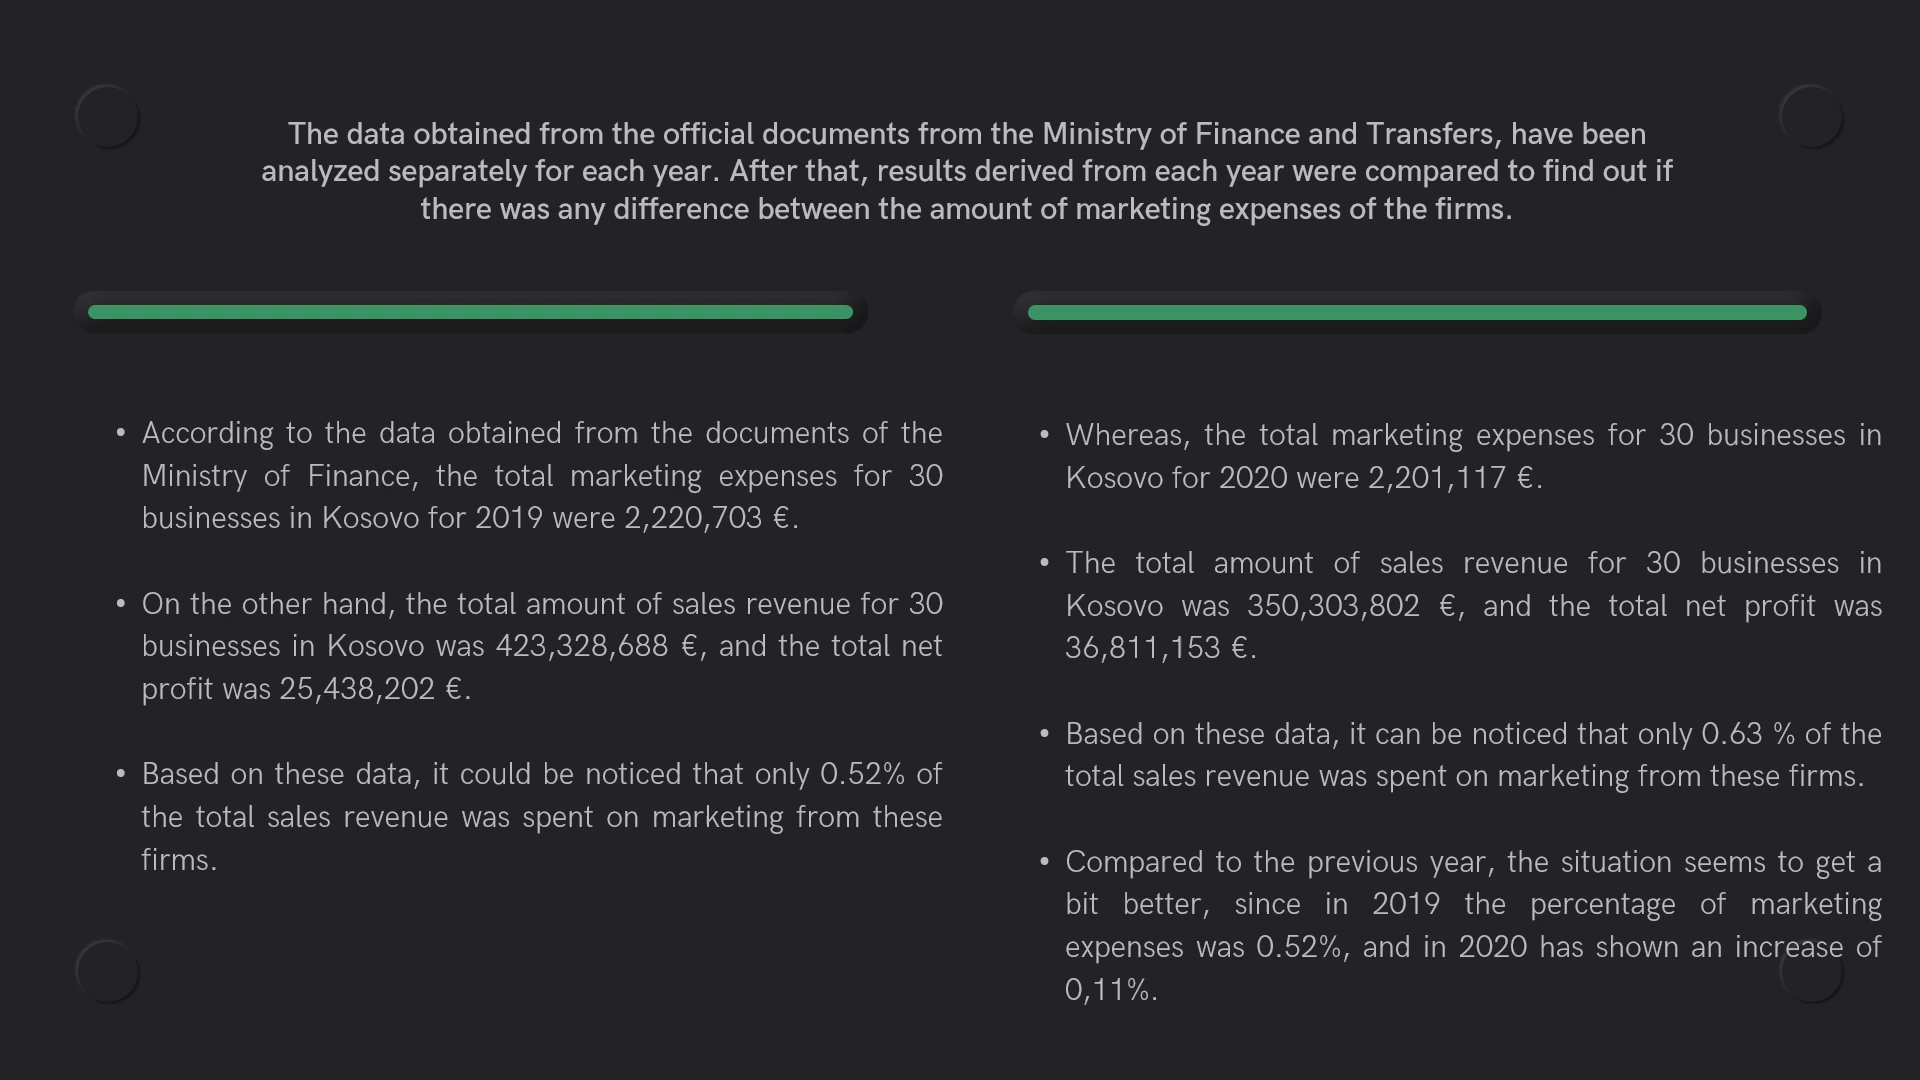 The data obtained from the official documents from the Ministry of Finance and Transfers, have been
analyzed separately for each year. After that, results derived from each year were compared to find out if
there was any difference between the amount of marketing expenses of the firms.
• According to the data obtained from the documents of the
Ministry of Finance, the total marketing expenses for 30
businesses in Kosovo for 2019 were 2,220,703 €.
• On the other hand, the total amount of sales revenue for 30
businesses in Kosovo was 423,328,688 €, and the total net
profit was 25,438,202 €.
• Based on these data, it could be noticed that only 0.52% of
the total sales revenue was spent on marketing from these
firms.
• Whereas, the total marketing expenses for 30 businesses in
Kosovo for 2020 were 2,201,117 €.
• The total amount of sales revenue for 30 businesses in
Kosovo was 350,303,802 €, and the total net profit was
36,811,153 €.
• Based on these data, it can be noticed that only 0.63 % of the
total sales revenue was spent on marketing from these firms.
• Compared to the previous year, the situation seems to get a
bit better, since in 2019 the percentage of marketing
expenses was 0.52%, and in 2020 has shown an increase of
0,11%.